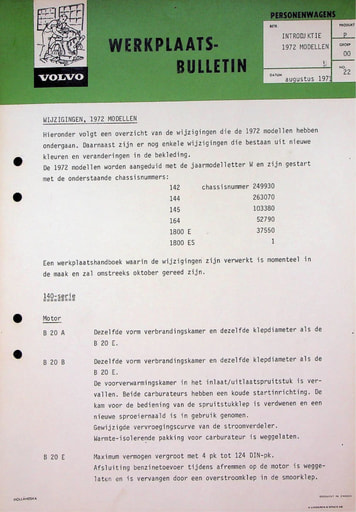 PERSONENWAGENS
WERKPLAATS-
BULLETIN
VOLVO
BETR
INTRODUKTIE
1972 MODELLEN
PRODUKT
P
GROEP
00
NO.
22
DATUM
augustus 1971
WIJZIGINGEN, 1972 MODELLEN
Hieronder volgt een overzicht van de wijzigingen die de 1972 modellen hebben
ondergaan. Daarnaast zijn er nog enkele wijzigingen die bestaan uit nieuwe
kleuren en veranderingen in de bekleding.
De 1972 modellen worden aangeduid met de jaarmodelletter W en zijn gestart
met de onderstaande chassisnummers:
142 chassisnummer 249930
144 263070
145 103380
164 52790
1800 E 37550
1800 ES 1
Een werkplaatshandboek waarin de wijzigingen zijn verwerkt is momenteel in
de maak en zal omstreeks oktober gereed zijn.
140-serie
Motor
B 20 A Dezelfde vorm verbrandingskamer en dezelfde klepdiameter als de
B 20 E.
B 20 B Dezelfde vorm verbrandingskamer en dezelfde klepdiameter als de
B 20 E.
De voorverwarmingskamer in het inlaat/uitlaatspruitstuk is ver-
vallen. Beide carburateurs hebben een koude startinrichting. De
kam voor de bediening van de spruitstukklep is verdwenen en een
nieuwe sproeiernaald is in gebruik genomen.
Gewijzigde vervroegingscurve van de stroomverdeler.
Warmte-isolerende pakking voor carburateur is weggelaten.
B 20 E Maximum vermogen vergroot met 4 pk tot 124 DIN-pk.
Afsluiting benzinetoevoer tijdens afremmen op de motor is wegge-
laten en is vervangen door een overstroomklep in de smoorklep.